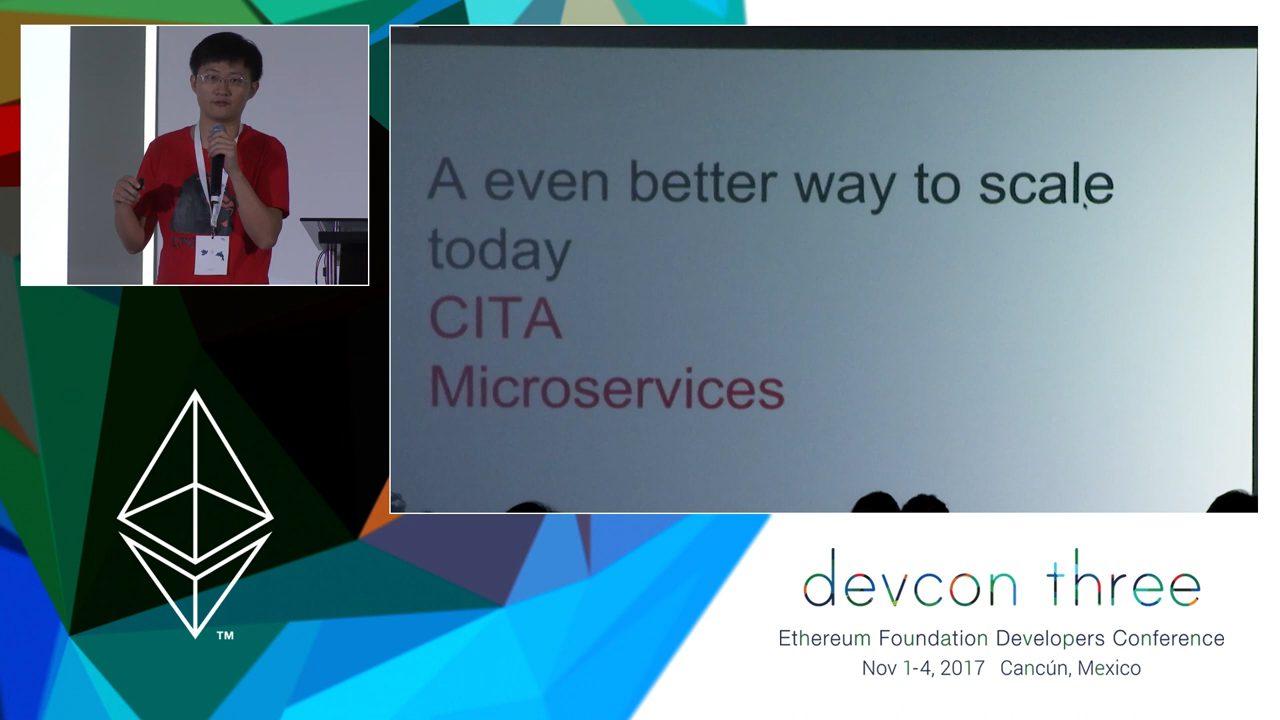 A even better way to scale
today
CITA
Microservices
TM
devcon three
Ethereum Foundation Developers Conference
Nov 1-4, 2017 Cancún, Mexico